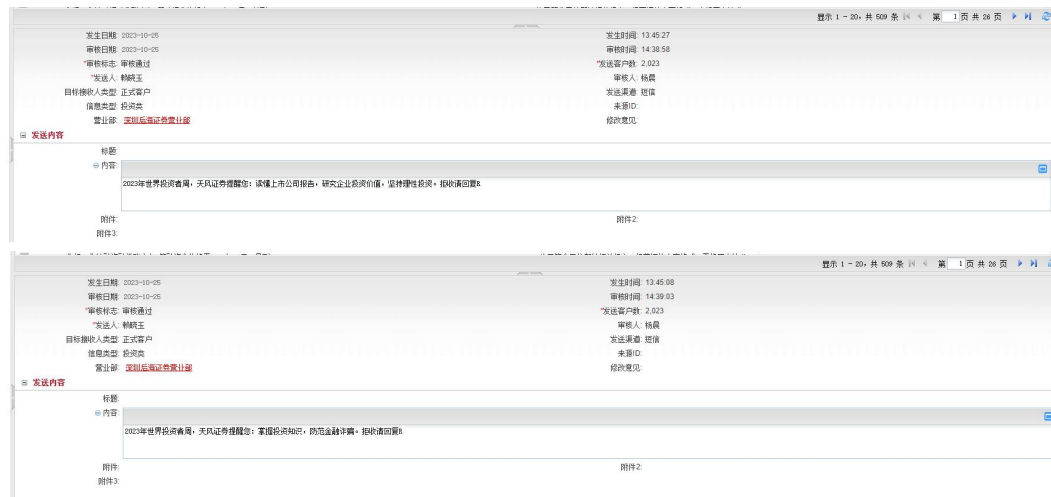 显示 1 - 20，共 509 条 第 1 页 共 26 页
发生日期: 2023-10-25 发生时间: 13:45:27
审核日期: 2023-10-25 审核时间: 14:38:58
*审核标志: 审核通过 *发送客户数: 2,023
*发送人: 赖晓玉 审核人: 杨晨
目标接收人类型: 正式客户 发送渠道: 短信
信息类型: 投资类 来源ID:
营业部: 深圳后海证券营业部 修改意见:
发送内容
标题:
内容:
2023年世界投资者周，天风证券提醒您：读懂上市公司报告，研究企业投资价值，坚持理性投资。拒收请回复R
附件: 附件2:
附件3:
显示 1 - 20，共 509 条 第 1 页 共 26 页
发生日期: 2023-10-25 发生时间: 13:45:08
审核日期: 2023-10-25 审核时间: 14:39:03
*审核标志: 审核通过 *发送客户数: 2,023
*发送人: 赖晓玉 审核人: 杨晨
目标接收人类型: 正式客户 发送渠道: 短信
信息类型: 投资类 来源ID:
营业部: 深圳后海证券营业部 修改意见:
发送内容
标题:
内容:
2023年世界投资者周，天风证券提醒您：掌握投资知识，防范金融诈骗。拒收请回复R
附件: 附件2:
附件3: